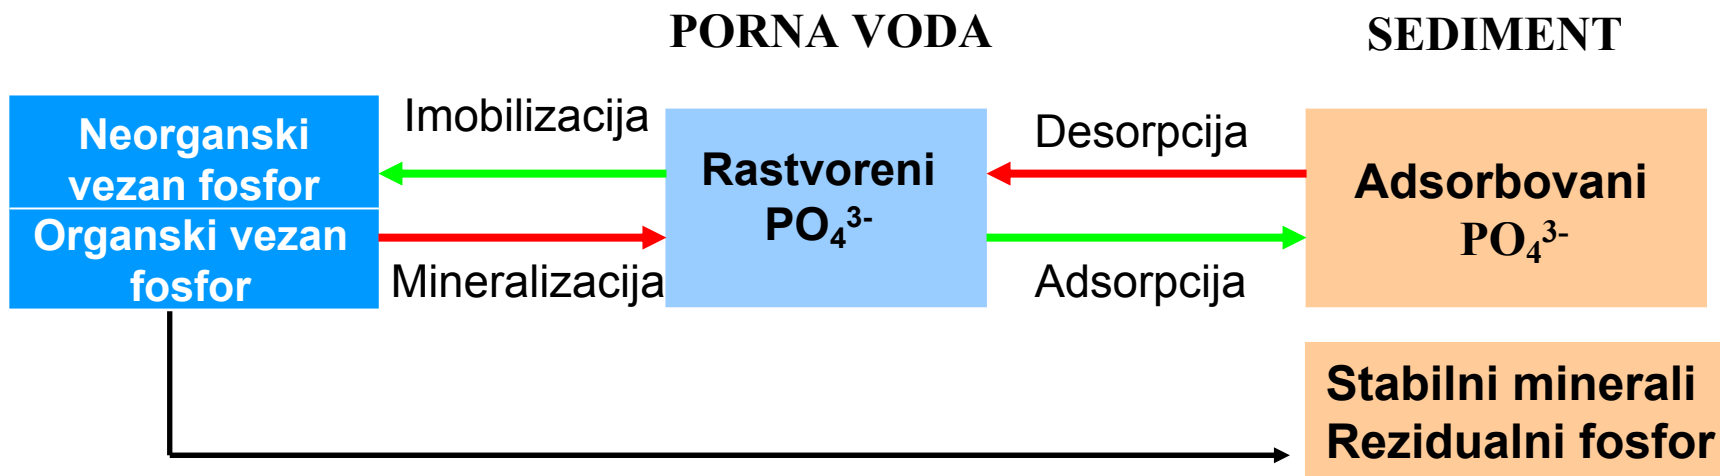 PORNA VODA
SEDIMENT
Neorganski
vezan fosfor
Organski vezan
fosfor
Imobilizacija
Mineralizacija
Rastvoreni
PO₄³⁻
Desorpcija
Adsorpcija
Adsorbovani
PO₄³⁻
Stabilni minerali
Rezidualni fosfor